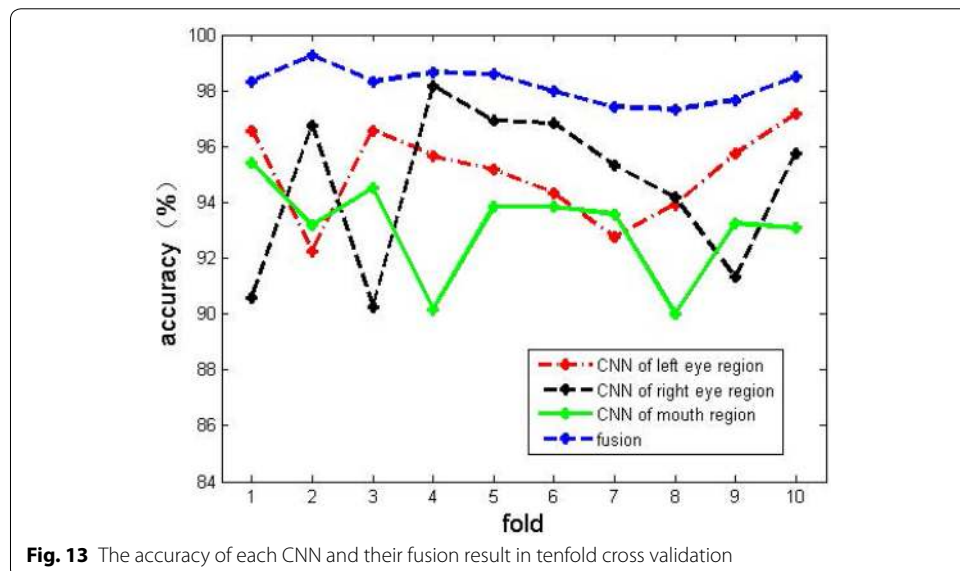 100
98
96
94
92
90
88
86
84
accuracy（%）
1 2 3 4 5 6 7 8 9 10
fold
CNN of left eye region
CNN of right eye region
CNN of mouth region
fusion
Fig. 13 The accuracy of each CNN and their fusion result in tenfold cross validation